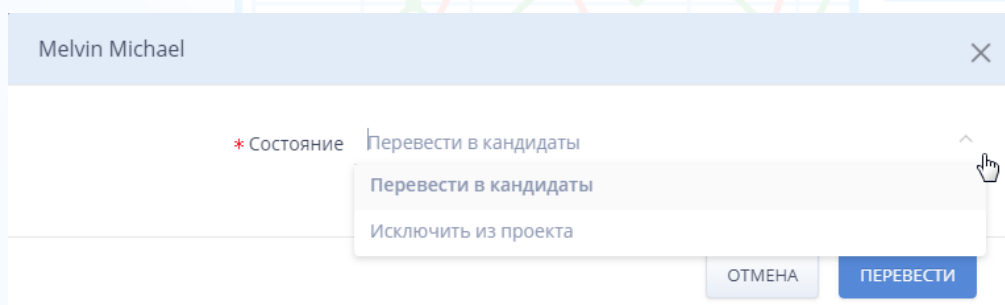 Melvin Michael
* Состояние Перевести в кандидаты
Перевести в кандидаты
Исключить из проекта
ОТМЕНА ПЕРЕВЕСТИ